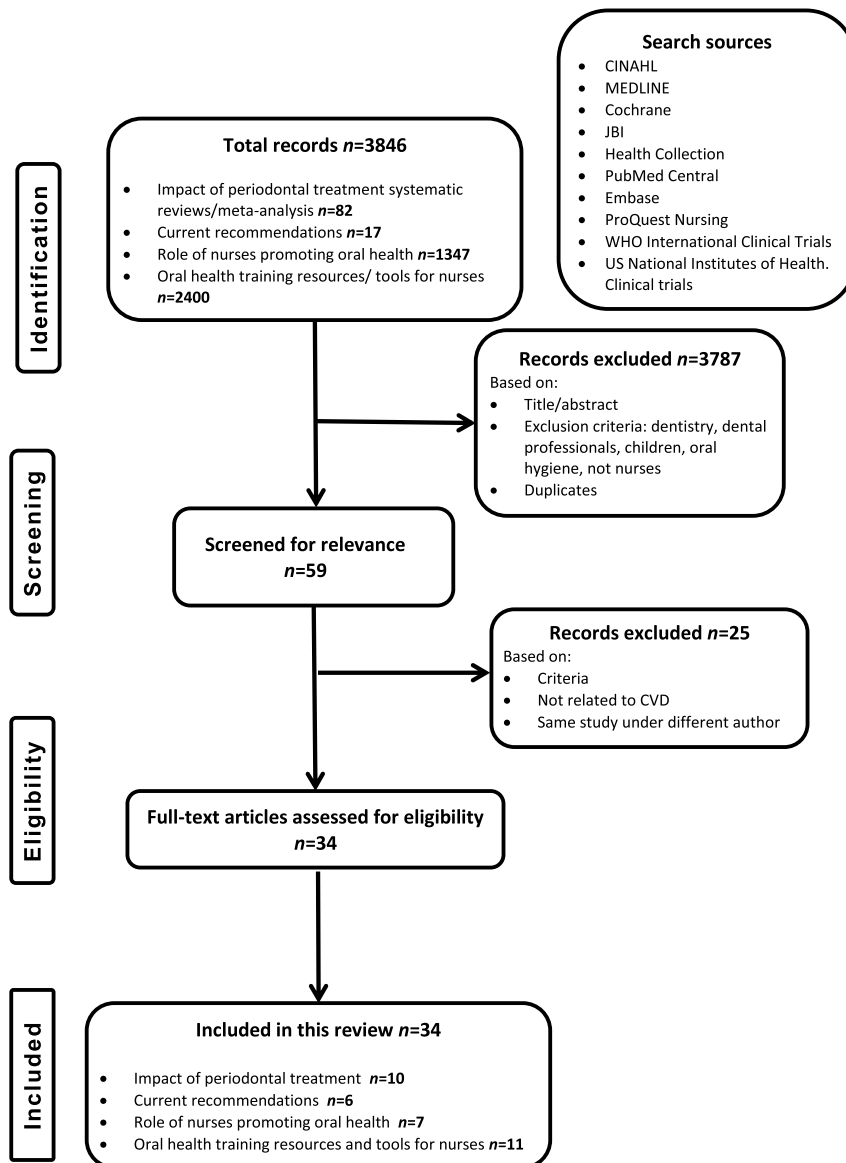 Search sources
• CINAHL
• MEDLINE
• Cochrane
• JBI
• Health Collection
• PubMed Central
• Embase
• ProQuest Nursing
• WHO International Clinical Trials
• US National Institutes of Health.
Clinical trials
Identification
Total records n=3846
• Impact of periodontal treatment systematic
reviews/meta-analysis n=82
• Current recommendations n=17
• Role of nurses promoting oral health n=1347
• Oral health training resources/ tools for nurses
n=2400
Records excluded n=3787
Based on:
• Title/abstract
• Exclusion criteria: dentistry, dental
professionals, children, oral
hygiene, not nurses
• Duplicates
Screening
Screened for relevance
n=59
Records excluded n=25
Based on:
• Criteria
• Not related to CVD
• Same study under different author
Eligibility
Full-text articles assessed for eligibility
n=34
Included
Included in this review n=34
• Impact of periodontal treatment n=10
• Current recommendations n=6
• Role of nurses promoting oral health n=7
• Oral health training resources and tools for nurses n=11